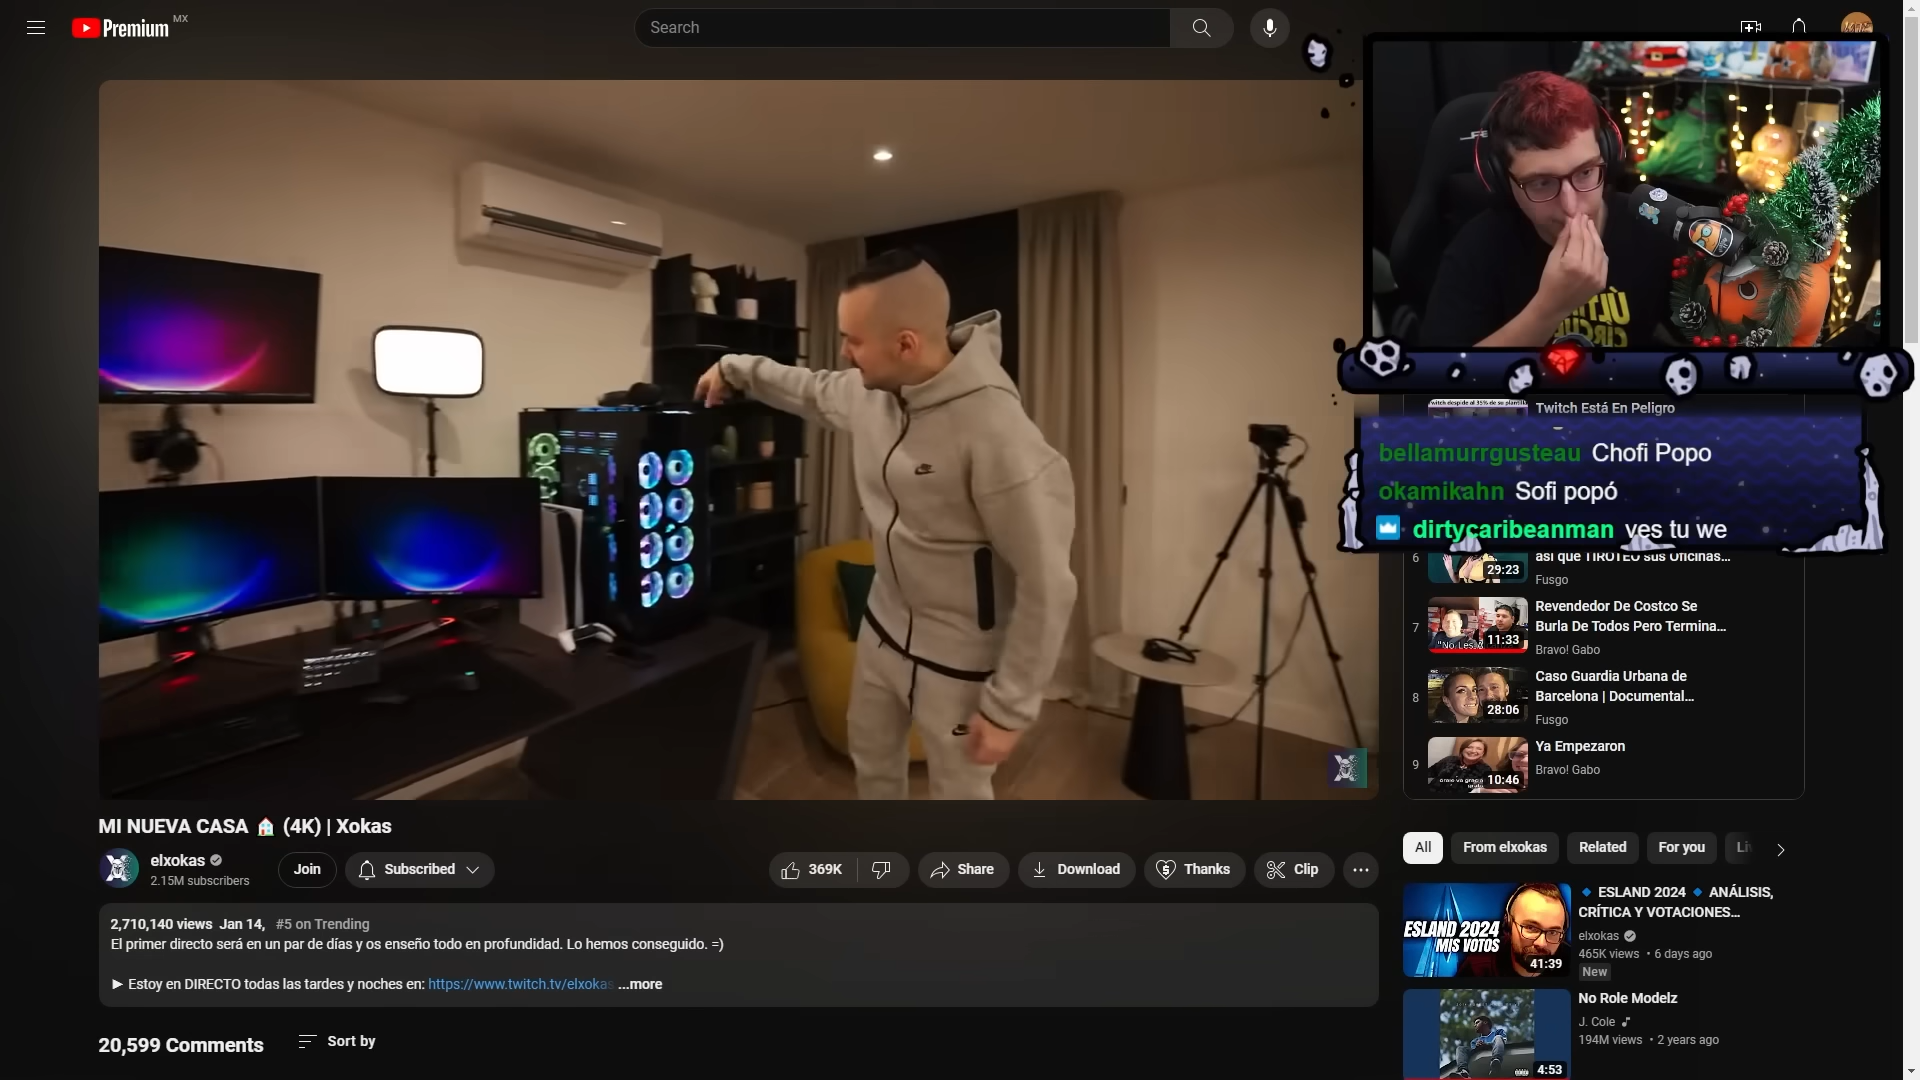 Premium MX
Search
Twitch Está En Peligro
bellamurrgusteau Chofi Popo
okamikahn Sofi popó
dirtycaribeanman ves tu we
6
29:23
así que TIROTEÓ sus Oficinas...
Fusgo
7
11:33
Revendedor De Costco Se
Burla De Todos Pero Termina...
Bravo! Gabo
8
28:06
Caso Guardia Urbana de
Barcelona | Documental...
Fusgo
9
10:46
Ya Empezaron
Bravo! Gabo
MI NUEVA CASA 🏠 (4K) | Xokas
elxokas
2.15M subscribers
Join
Subscribed
369K
Share
Download
Thanks
Clip
2,710,140 views Jan 14, #5 on Trending
El primer directo será en un par de días y os enseño todo en profundidad. Lo hemos conseguido. =)
► Estoy en DIRECTO todas las tardes y noches en: https://www.twitch.tv/elxokas ...more
20,599 Comments
Sort by
All
From elxokas
Related
For you
ESLAND 2024
MIS VOTOS
41:39
🔹 ESLAND 2024 🔹 ANÁLISIS,
CRÍTICA Y VOTACIONES...
elxokas
465K views • 6 days ago
New
4:53
No Role Modelz
J. Cole
194M views • 2 years ago